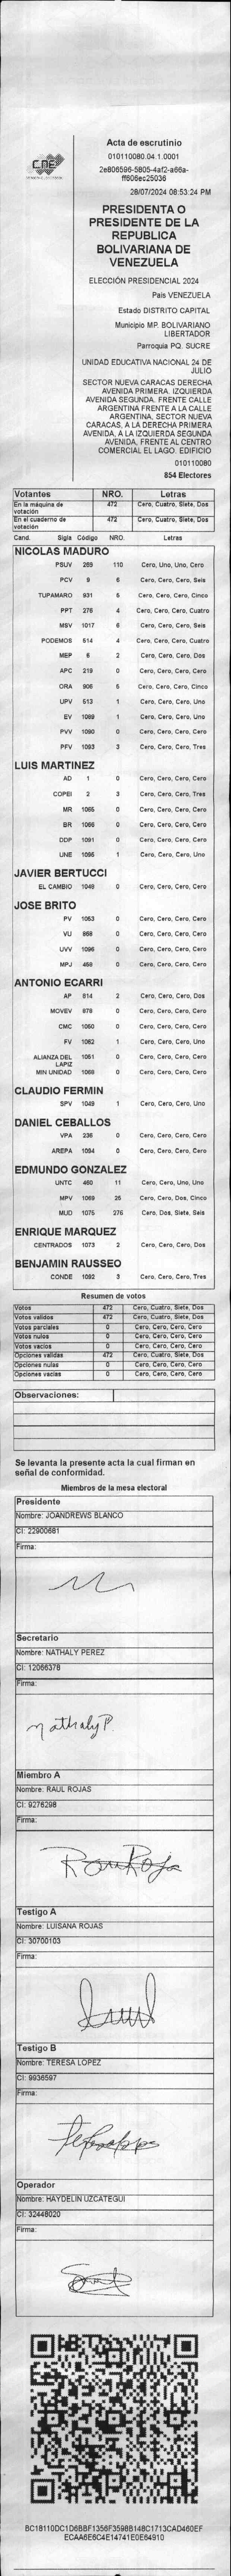 CNE
Acta de escrutinio
010110080.04.1.0001
2e806596-5805-4af2-a66a-
ff606ec25036
28/07/2024 08:53:24 PM
PRESIDENTA O
PRESIDENTE DE LA
REPUBLICA
BOLIVARIANA DE
VENEZUELA
ELECCIÓN PRESIDENCIAL 2024
País VENEZUELA
Estado DISTRITO CAPITAL
Municipio MP. BOLIVARIANO
LIBERTADOR
Parroquia PQ. SUCRE
UNIDAD EDUCATIVA NACIONAL 24 DE
JULIO
SECTOR NUEVA CARACAS DERECHA
AVENIDA PRIMERA. IZQUIERDA
AVENIDA SEGUNDA. FRENTE CALLE
ARGENTINA FRENTE A LA CALLE
ARGENTINA, SECTOR NUEVA
CARACAS, A LA DERECHA PRIMERA
AVENIDA, A LA IZQUIERDA SEGUNDA
AVENIDA, FRENTE AL CENTRO
COMERCIAL EL LAGO. EDIFICIO
010110080
854 Electores
Votantes NRO. Letras
En la máquina de votación 472 Cero, Cuatro, Siete, Dos
En el cuaderno de votación 472 Cero, Cuatro, Siete, Dos
Cand. Sigla Código NRO. Letras
NICOLAS MADURO
PSUV 269 110 Cero, Uno, Uno, Cero
PCV 9 6 Cero, Cero, Cero, Seis
TUPAMARO 931 5 Cero, Cero, Cero, Cinco
PPT 276 4 Cero, Cero, Cero, Cuatro
MSV 1017 6 Cero, Cero, Cero, Seis
PODEMOS 514 4 Cero, Cero, Cero, Cuatro
MEP 6 2 Cero, Cero, Cero, Dos
APC 219 0 Cero, Cero, Cero, Cero
ORA 906 5 Cero, Cero, Cero, Cinco
UPV 513 1 Cero, Cero, Cero, Uno
EV 1089 1 Cero, Cero, Cero, Uno
PVV 1090 0 Cero, Cero, Cero, Cero
PFV 1093 3 Cero, Cero, Cero, Tres
LUIS MARTINEZ
AD 1 0 Cero, Cero, Cero, Cero
COPEI 2 3 Cero, Cero, Cero, Tres
MR 1065 0 Cero, Cero, Cero, Cero
BR 1066 0 Cero, Cero, Cero, Cero
DDP 1091 0 Cero, Cero, Cero, Cero
UNE 1095 1 Cero, Cero, Cero, Uno
JAVIER BERTUCCI
EL CAMBIO 1048 0 Cero, Cero, Cero, Cero
JOSE BRITO
PV 1053 0 Cero, Cero, Cero, Cero
VU 868 0 Cero, Cero, Cero, Cero
UVV 1096 0 Cero, Cero, Cero, Cero
MPJ 458 0 Cero, Cero, Cero, Cero
ANTONIO ECARRI
AP 814 2 Cero, Cero, Cero, Dos
MOVEV 879 0 Cero, Cero, Cero, Cero
CMC 1050 0 Cero, Cero, Cero, Cero
FV 1052 1 Cero, Cero, Cero, Uno
ALIANZA DEL LAPIZ 1051 0 Cero, Cero, Cero, Cero
MIN UNIDAD 1069 0 Cero, Cero, Cero, Cero
CLAUDIO FERMIN
SPV 1049 1 Cero, Cero, Cero, Uno
DANIEL CEBALLOS
VPA 236 0 Cero, Cero, Cero, Cero
AREPA 1094 0 Cero, Cero, Cero, Cero
EDMUNDO GONZALEZ
UNTC 460 11 Cero, Cero, Uno, Uno
MPV 1068 25 Cero, Cero, Dos, Cinco
MUD 1075 276 Cero, Dos, Siete, Seis
ENRIQUE MARQUEZ
CENTRADOS 1073 2 Cero, Cero, Cero, Dos
BENJAMIN RAUSSEO
CONDE 1092 3 Cero, Cero, Cero, Tres
Resumen de votos
Votos 472 Cero, Cuatro, Siete, Dos
Votos validos 472 Cero, Cuatro, Siete, Dos
Votos parciales 0 Cero, Cero, Cero, Cero
Votos nulos 0 Cero, Cero, Cero, Cero
Votos vacios 0 Cero, Cero, Cero, Cero
Opciones validas 472 Cero, Cuatro, Siete, Dos
Opciones nulas 0 Cero, Cero, Cero, Cero
Opciones vacias 0 Cero, Cero, Cero, Cero
Observaciones:
Se levanta la presente acta la cual firman en
señal de conformidad.
Miembros de la mesa electoral
Presidente
Nombre: JOANDREWS BLANCO
CI: 22900681
Firma:
Secretario
Nombre: NATHALY PEREZ
CI: 12066378
Firma:
Nathaly P.
Miembro A
Nombre: RAUL ROJAS
CI: 9276298
Firma:
Testigo A
Nombre: LUISANA ROJAS
CI: 30700103
Firma:
Testigo B
Nombre: TERESA LOPEZ
CI: 9936597
Firma:
Operador
Nombre: HAYDELIN UZCATEGUI
CI: 32448020
Firma:
BC18110DC1D6BBF1356F3598B148C1713CAD460EF
ECAA6E6C4E14741E0E64910